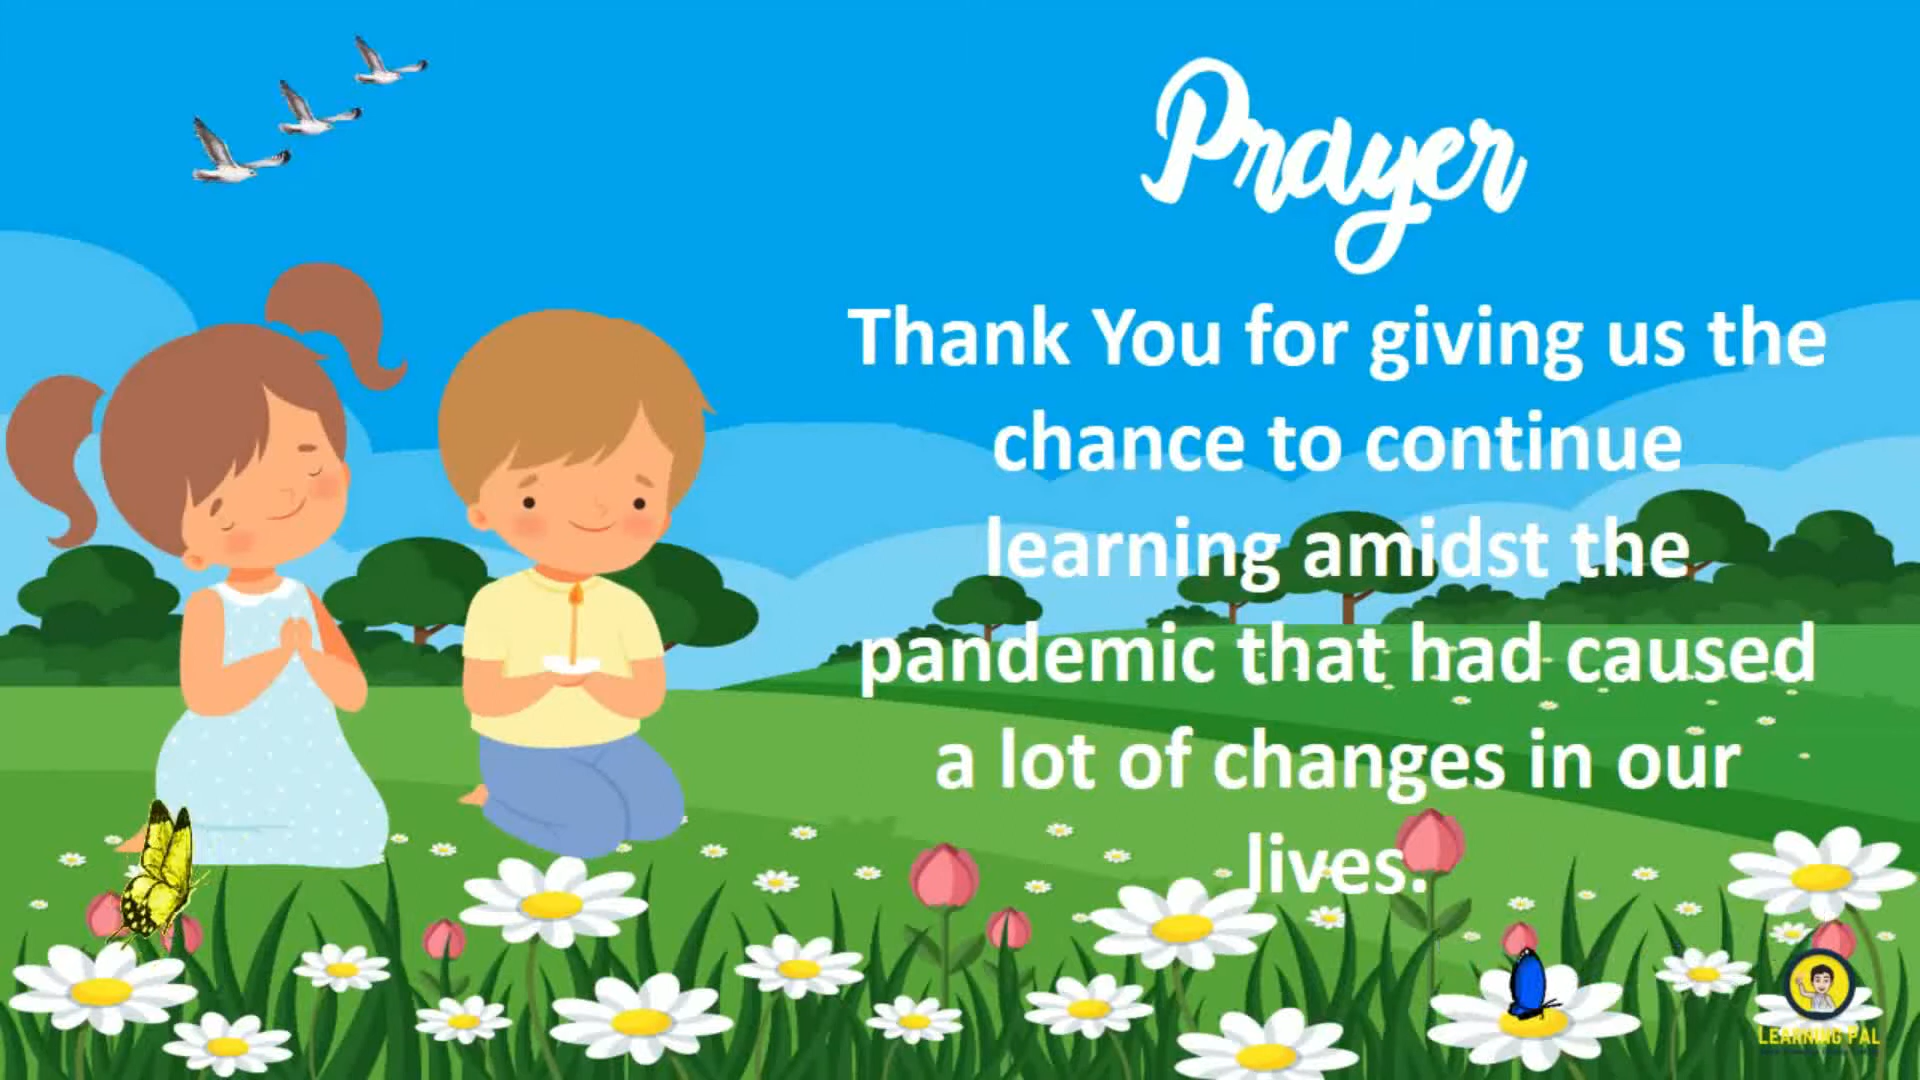 Prayer
Thank You for giving us the
chance to continue
learning amidst the
pandemic that had caused
a lot of changes in our
lives.
LEARNING PAL